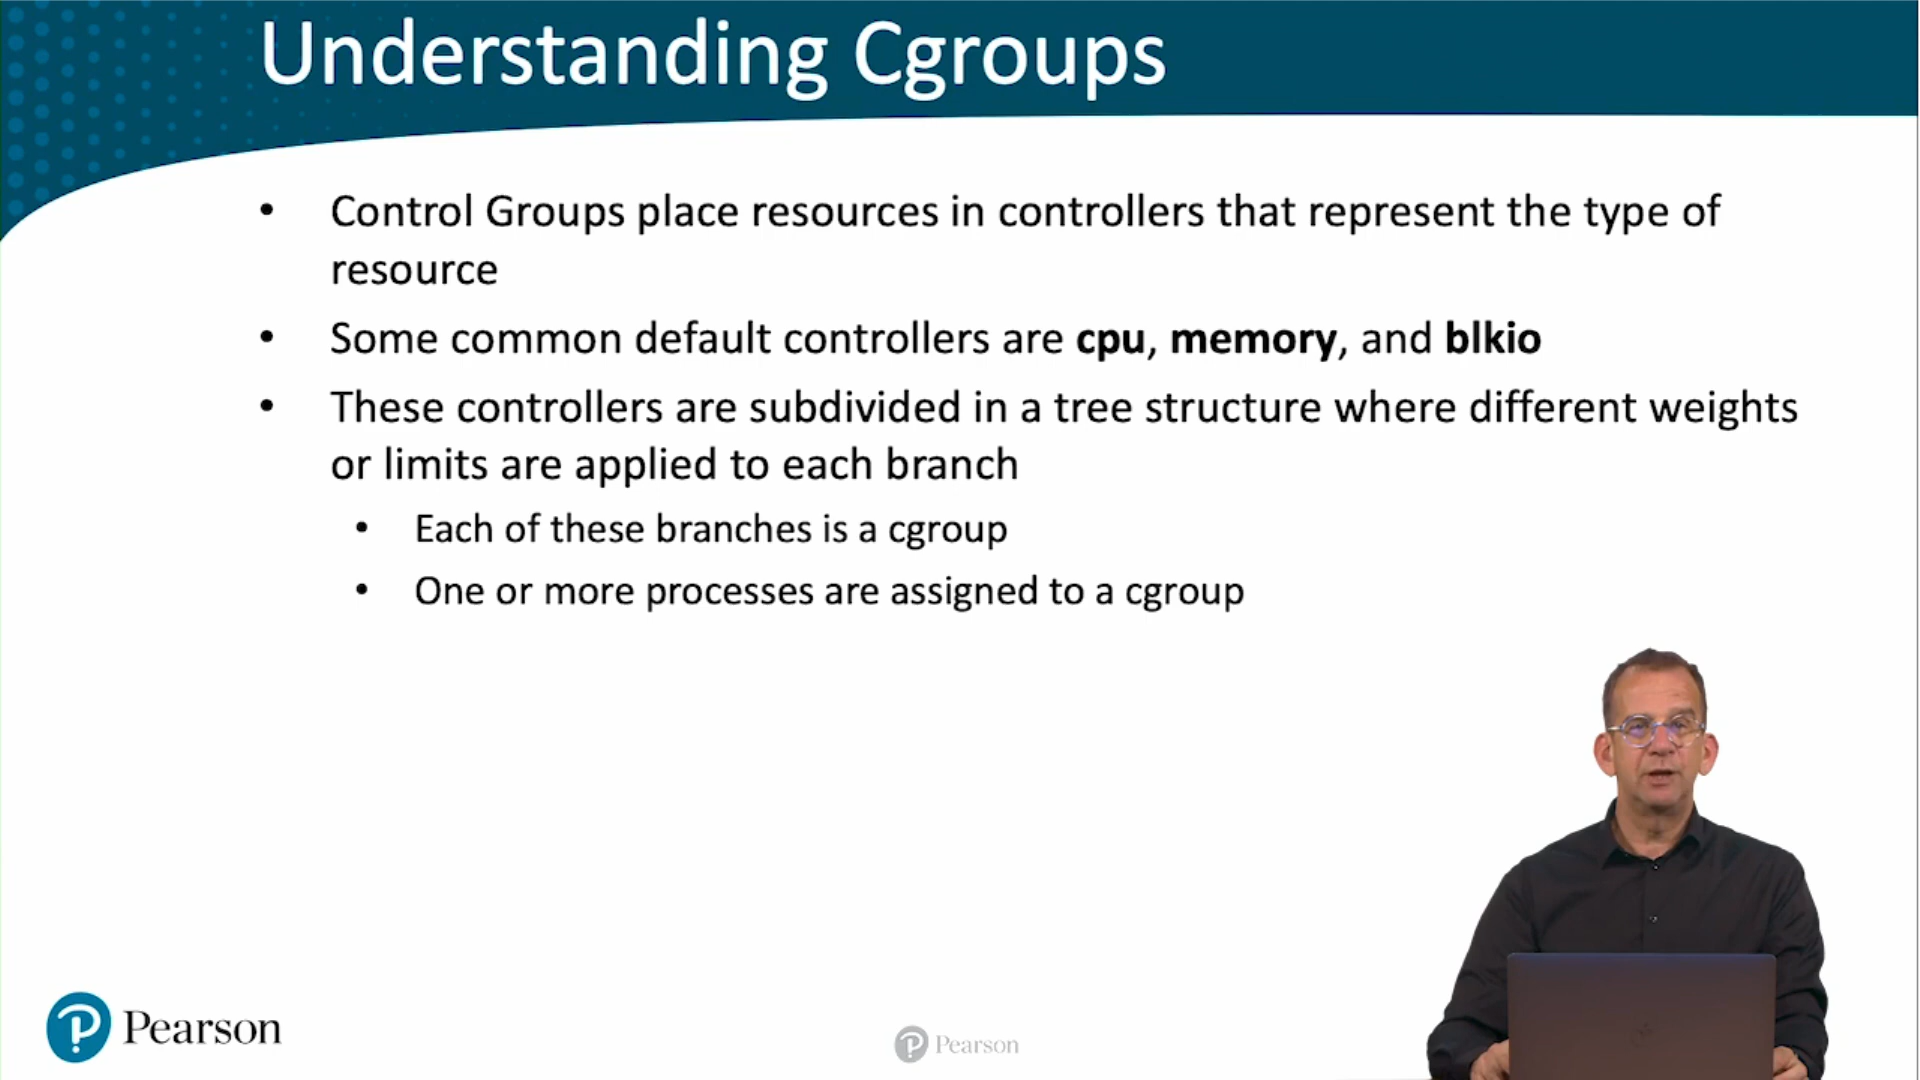 Understanding Cgroups
• Control Groups place resources in controllers that represent the type of
resource
• Some common default controllers are cpu, memory, and blkio
• These controllers are subdivided in a tree structure where different weights
or limits are applied to each branch
• Each of these branches is a cgroup
• One or more processes are assigned to a cgroup
Pearson
Pearson